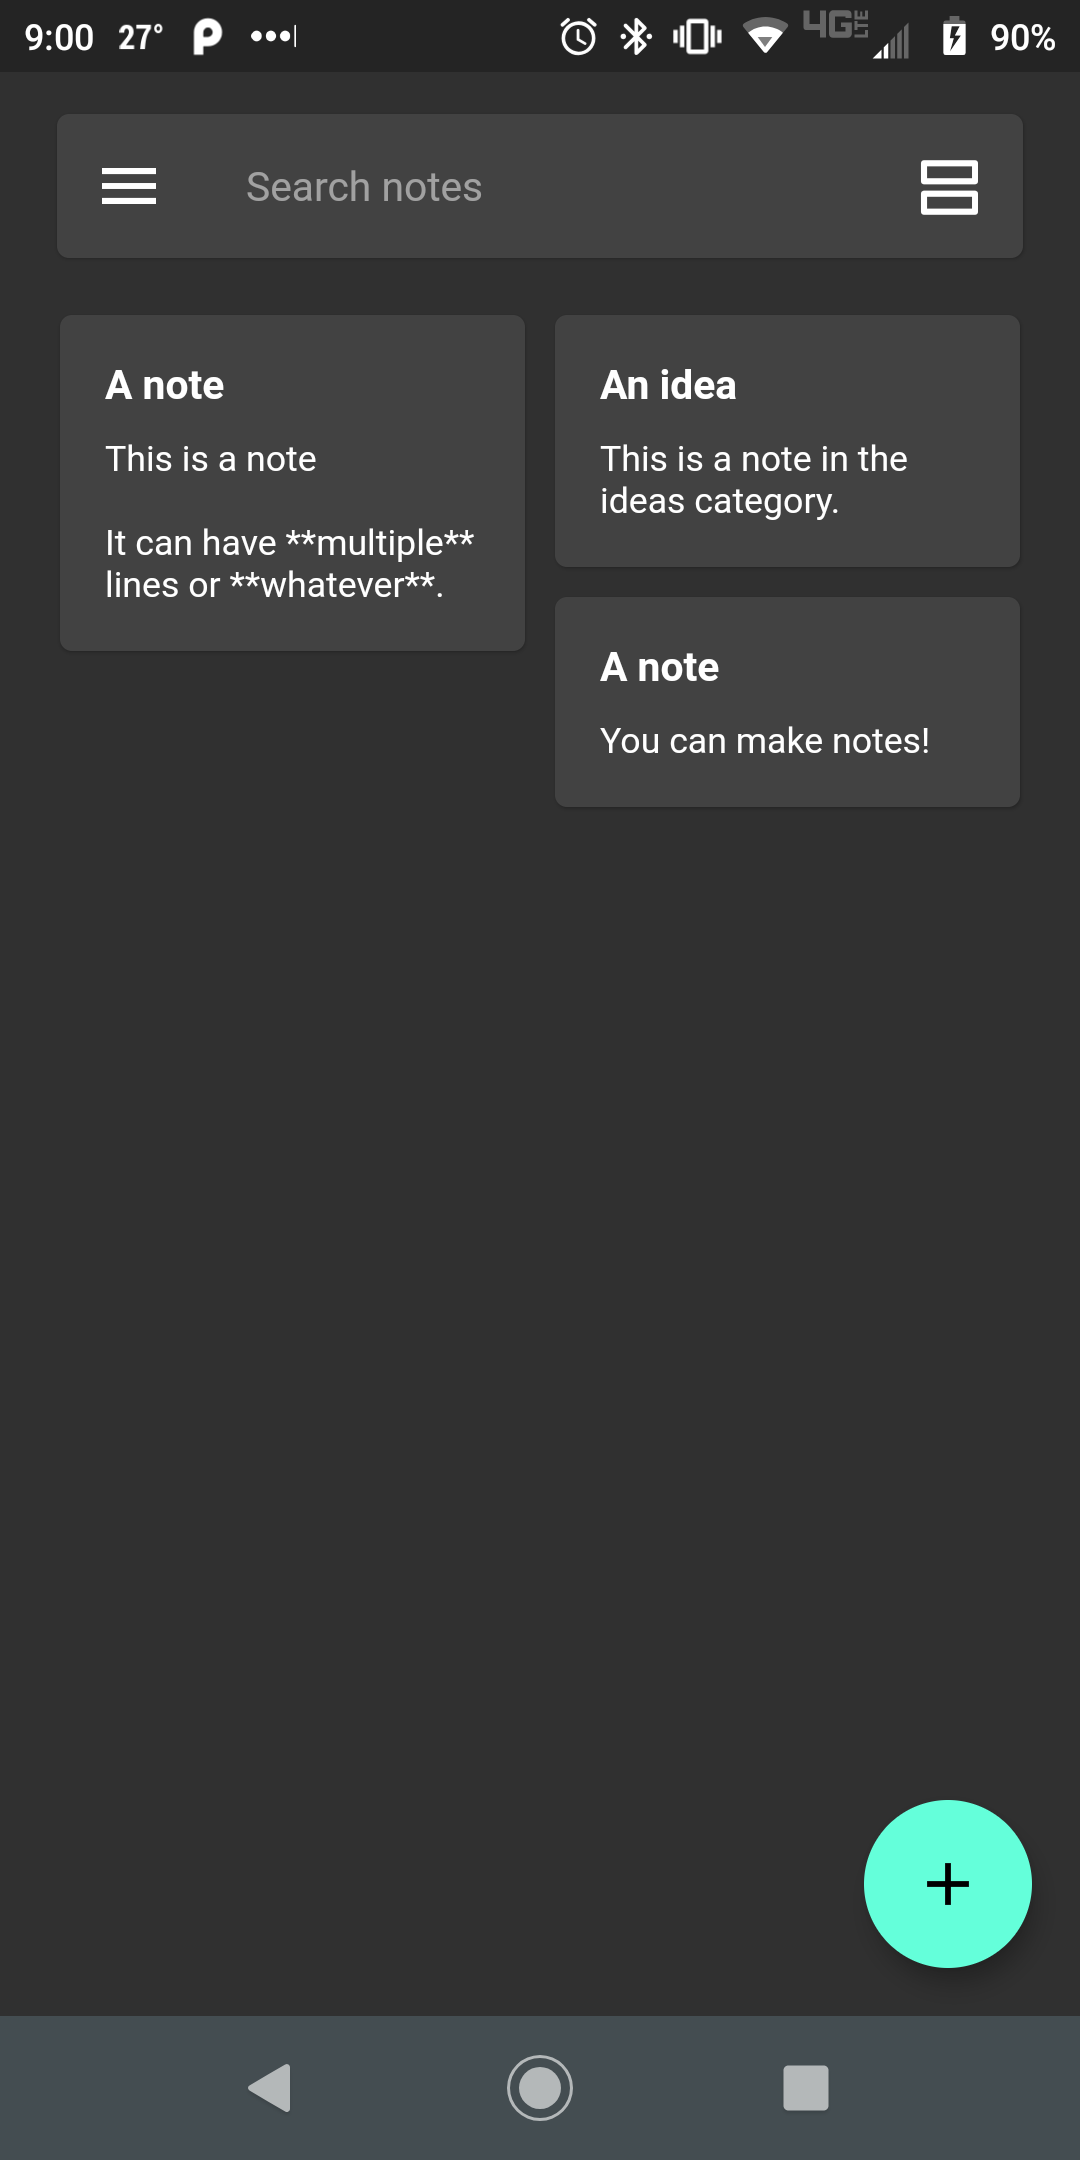 9:00 27° 4G LTE 90%
Search notes
A note
This is a note
It can have **multiple**
lines or **whatever**.
An idea
This is a note in the
ideas category.
A note
You can make notes!